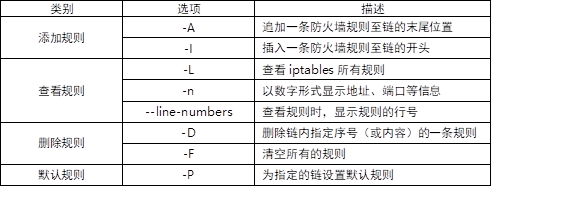 类别 选项 描述
添加规则 -A 追加一条防火墙规则至链的末尾位置
-I 插入一条防火墙规则至链的开头
查看规则 -L 查看 iptables 所有规则
-n 以数字形式显示地址、端口等信息
--line-numbers 查看规则时，显示规则的行号
删除规则 -D 删除链内指定序号（或内容）的一条规则
-F 清空所有的规则
默认规则 -P 为指定的链设置默认规则